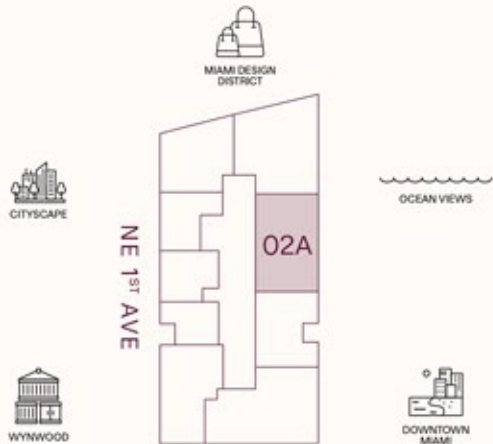 MIAMI DESIGN
DISTRICT
CITYSCAPE
OCEAN VIEWS
02A
NE 1ST AVE
WYNWOOD
DOWNTOWN
MIAMI